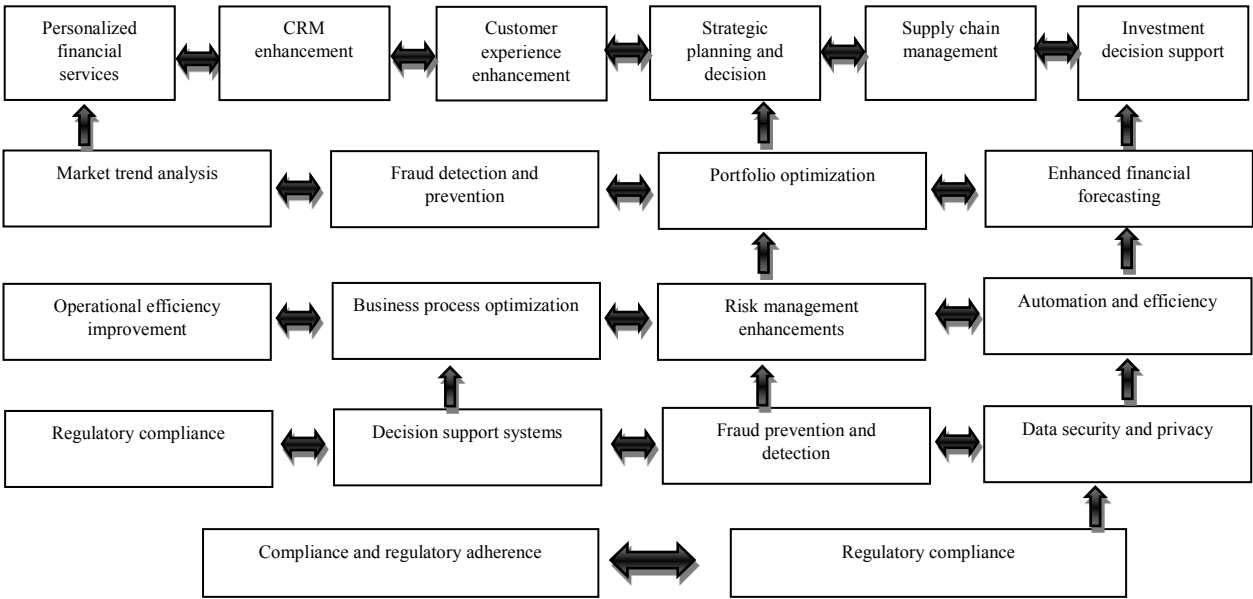 Personalized
financial
services
CRM
enhancement
Customer
experience
enhancement
Strategic
planning and
decision
Supply chain
management
Investment
decision support
Market trend analysis
Fraud detection and
prevention
Portfolio optimization
Enhanced financial
forecasting
Operational efficiency
improvement
Business process optimization
Risk management
enhancements
Automation and efficiency
Regulatory compliance
Decision support systems
Fraud prevention and
detection
Data security and privacy
Compliance and regulatory adherence
Regulatory compliance